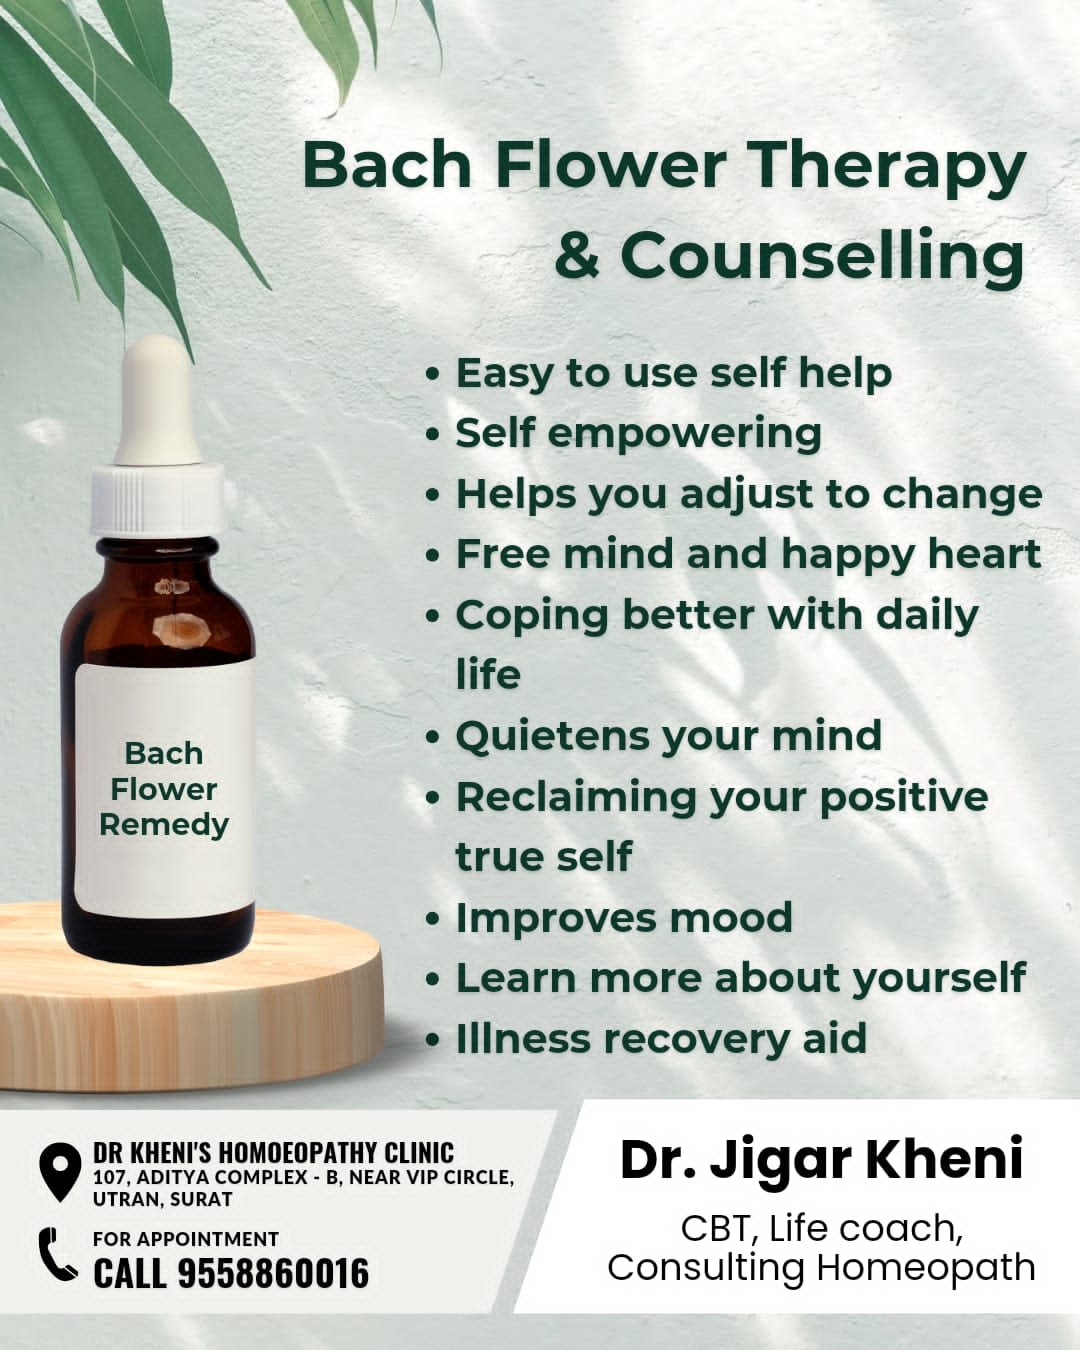 Bach Flower Therapy
& Counselling
• Easy to use self help
• Self empowering
• Helps you adjust to change
• Free mind and happy heart
• Coping better with daily
life
• Quietens your mind
• Reclaiming your positive
true self
• Improves mood
• Learn more about yourself
• Illness recovery aid
Bach
Flower
Remedy
DR KHENI'S HOMOEOPATHY CLINIC
107, ADITYA COMPLEX - B, NEAR VIP CIRCLE,
UTRAN, SURAT
FOR APPOINTMENT
CALL 9558860016
Dr. Jigar Kheni
CBT, Life coach,
Consulting Homeopath